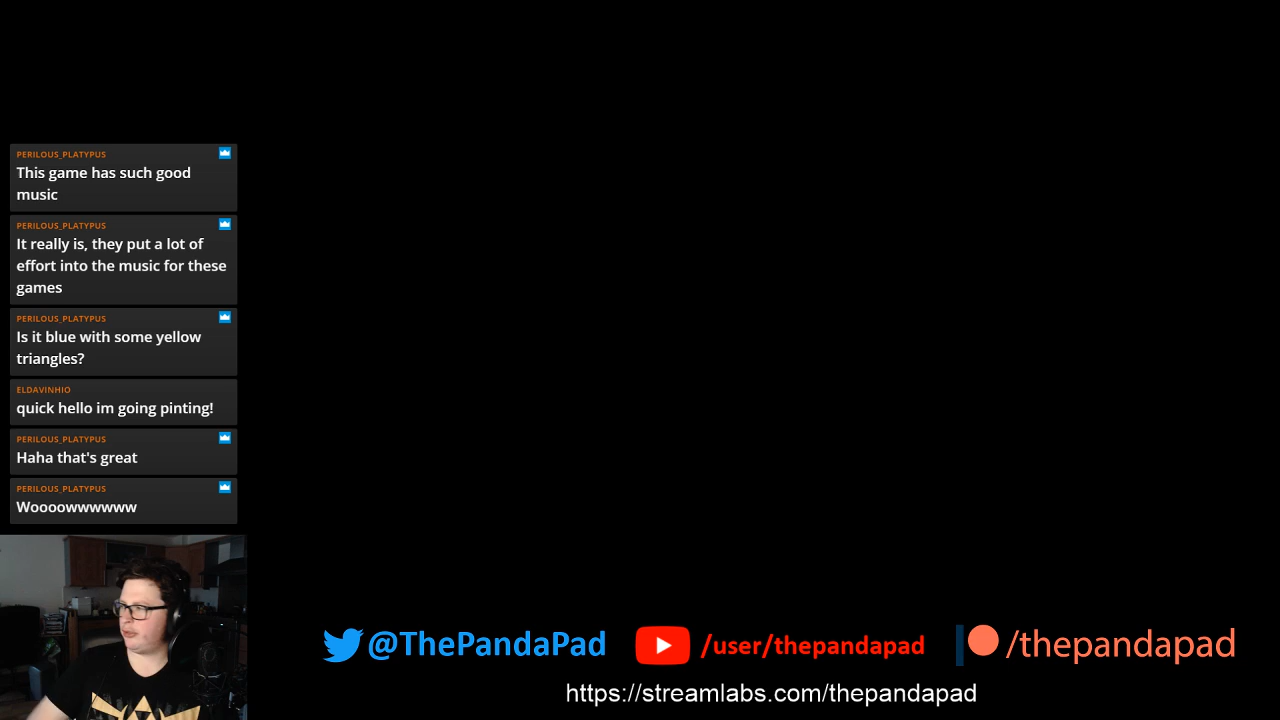 PERILOUS_PLATYPUS
This game has such good
music
PERILOUS_PLATYPUS
It really is, they put a lot of
effort into the music for these
games
PERILOUS_PLATYPUS
Is it blue with some yellow
triangles?
ELDAVINHIO
quick hello im going pinting!
PERILOUS_PLATYPUS
Haha that's great
PERILOUS_PLATYPUS
Woooowwwwww
@ThePandaPad /user/thepandapad /thepandapad
https://streamlabs.com/thepandapad